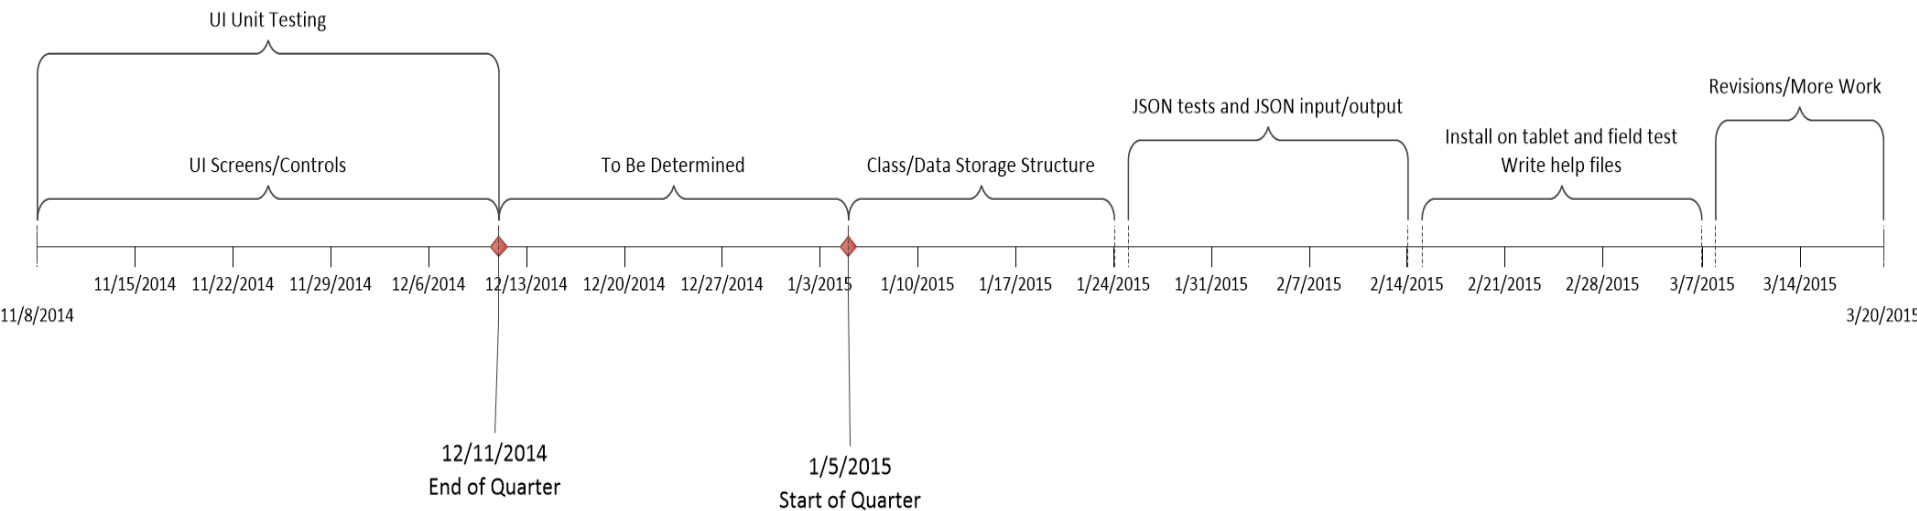 UI Unit Testing
Revisions/More Work
JSON tests and JSON input/output
Install on tablet and field test
Write help files
UI Screens/Controls
To Be Determined
Class/Data Storage Structure
11/15/2014
11/22/2014
11/29/2014
12/6/2014
12/13/2014
12/20/2014
12/27/2014
1/3/2015
1/10/2015
1/17/2015
1/24/2015
1/31/2015
2/7/2015
2/14/2015
2/21/2015
2/28/2015
3/7/2015
3/14/2015
11/8/2014
3/20/2015
12/11/2014
End of Quarter
1/5/2015
Start of Quarter